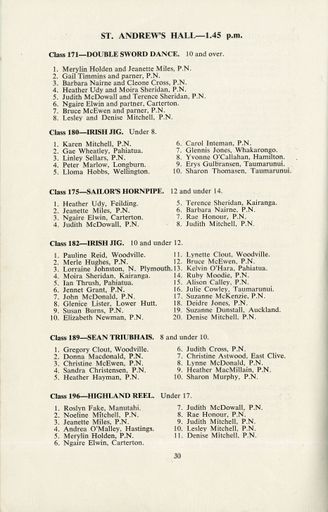 ST. ANDREW'S HALL—1.45 p.m.
Class 171—DOUBLE SWORD DANCE. 10 and over.
1. Merylin Holden and Jeanette Miles, P.N.
2. Gail Timmins and parner, P.N.
3. Barbara Nairne and Cleone Cross, P.N.
4. Heather Udy and Moira Sheridan, P.N.
5. Judith McDowall and Terence Sheridan, P.N.
6. Ngaire Elwin and partner, Carterton.
7. Bruce McEwen and parner, P.N.
8. Lesley and Denise Mitchell, P.N.
Class 180—IRISH JIG. Under 8.
1. Karen Mitchell, P.N.
2. Gae Wheatley, Pahiatua.
3. Linley Sellars, P.N.
4. Peter Marlow, Longburn.
5. Lloma Hobbs, Wellington.
6. Carol Inteman, P.N.
7. Glennis Jones, Whakarongo.
8. Yvonne O'Callahan, Hamilton.
9. Erys Gulbransen, Taumarunui.
10. Sharon Thomasen, Taumarunui.
Class 175—SAILOR'S HORNPIPE. 12 and under 14.
1. Heather Udy, Feilding.
2. Jeanette Miles, P.N.
3. Ngaire Elwin, Carterton.
4. Judith McDowall, P.N.
5. Terence Sheridan, Kairanga.
6. Barbara Nairne, P.N.
7. Rae Honour, P.N.
8. Judith Mitchell, P.N.
Class 182—IRISH JIG. 10 and under 12.
1. Pauline Reid, Woodville.
2. Merle Hughes, P.N.
3. Lorraine Johnston, N. Plymouth.
4. Moira Sheridan, Kairanga.
5. Ian Thrush, Pahiatua.
6. Jennet Grant, P.N.
7. John McDonald, P.N.
8. Glenice Lister, Lower Hutt.
9. Susan Burns, P.N.
10. Elizabeth Newman, P.N.
11. Lynette Clout, Woodville.
12. Bruce McEwen, P.N.
13. Kelvin O'Hara, Pahiatua.
14. Ruby Moodie, P.N.
15. Alison Calley, P.N.
16. Julie Cowley, Taumarunui.
17. Suzanne McKenzie, P.N.
18. Deidre Jones, P.N.
19. Suzanne Dunstall, Auckland.
20. Denise Mitchell, P.N.
Class 189—SEAN TRIUBHAIS. 8 and under 10.
1. Gregory Clout, Woodville.
2. Donna Macdonald, P.N.
3. Christine McEwen, P.N.
4. Sandra Christensen, P.N.
5. Heather Hayman, P.N.
6. Judith Cross, P.N.
7. Christine Astwood, East Clive.
8. Lynne McDonald, P.N.
9. Heather MacMillain, P.N.
10. Sharon Murphy, P.N.
Class 196—HIGHLAND REEL. Under 17.
1. Roslyn Fake, Manutahi.
2. Noeline Mitchell, P.N.
3. Jeanette Miles, P.N.
4. Andrea O'Malley, Hastings.
5. Merylin Holden, P.N.
6. Ngaire Elwin, Carterton.
7. Judith McDowall, P.N.
8. Rae Honour, P.N.
9. Judith Mitchell, P.N.
10. Lesley Mitchell, P.N.
11. Denise Mitchell, P.N.
30